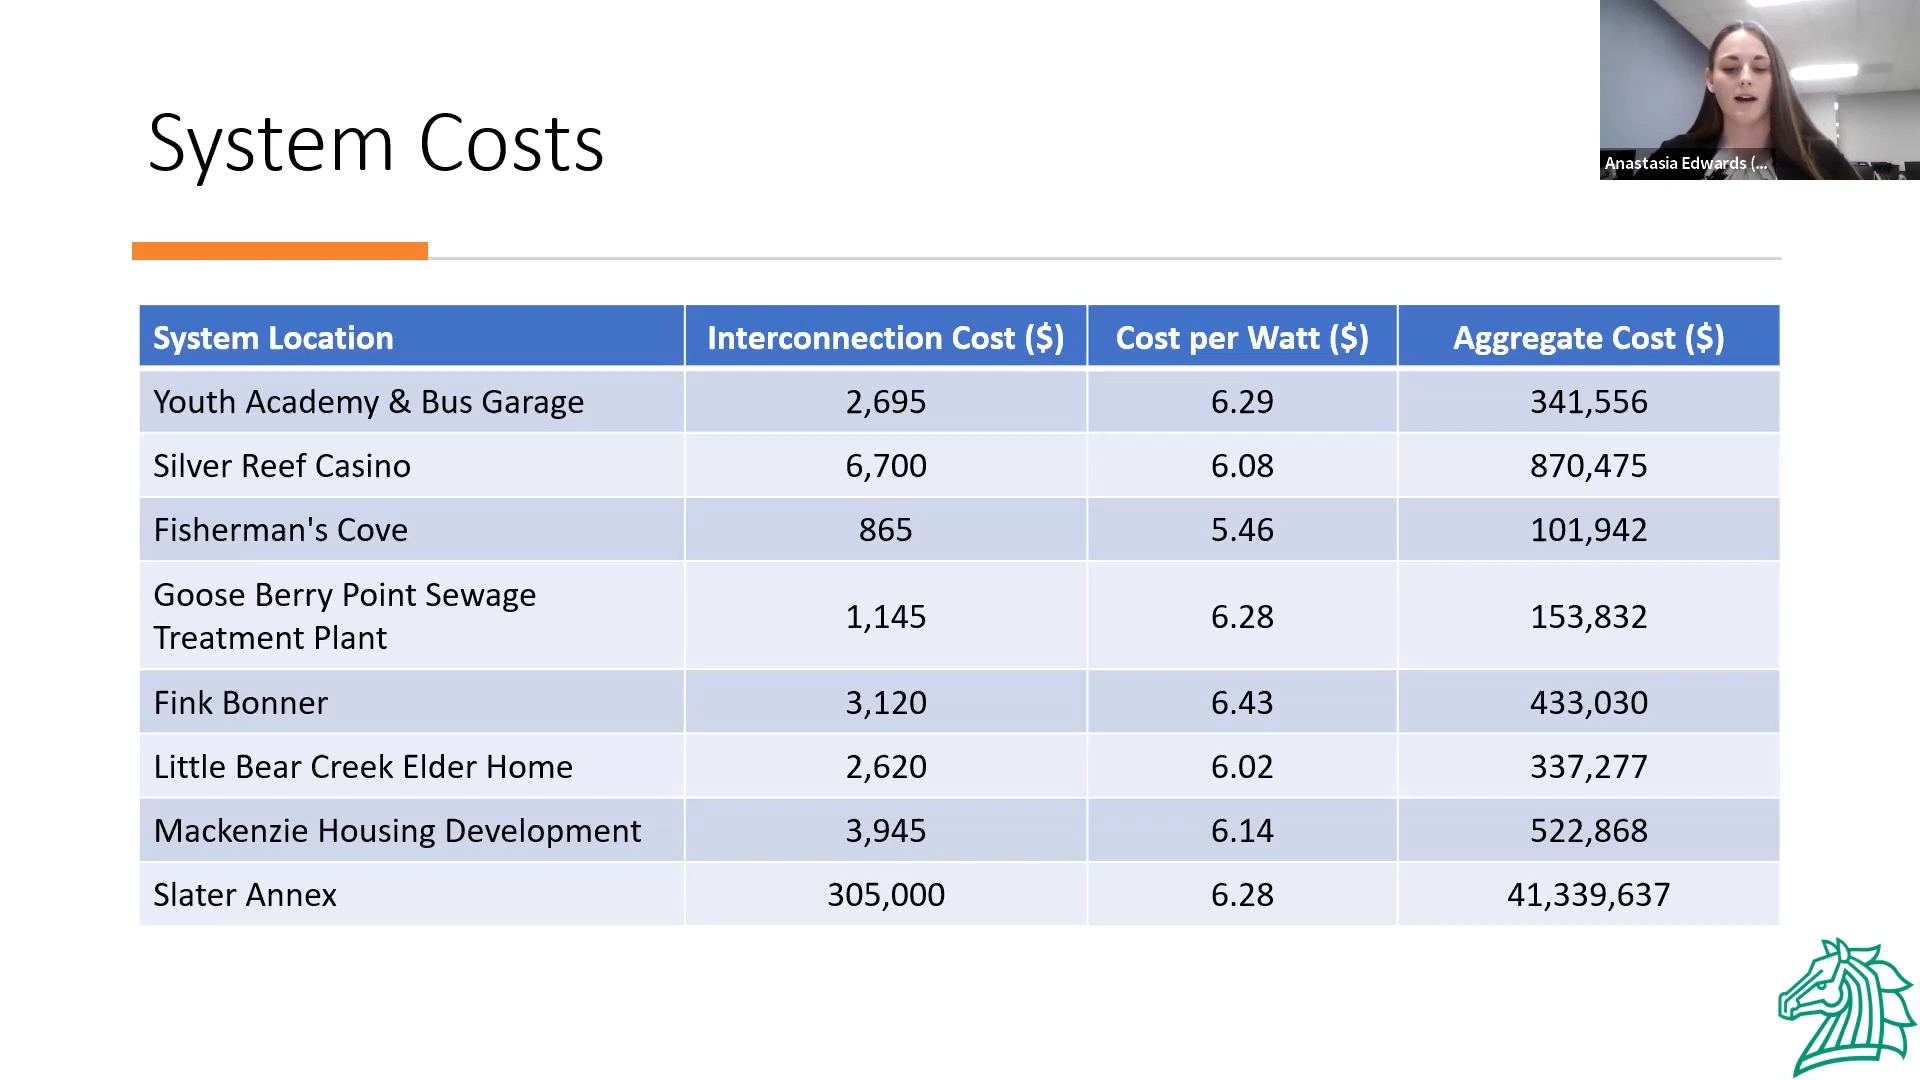 System Costs
Anastasia Edwards (...
System Location Interconnection Cost ($) Cost per Watt ($) Aggregate Cost ($)
Youth Academy & Bus Garage 2,695 6.29 341,556
Silver Reef Casino 6,700 6.08 870,475
Fisherman's Cove 865 5.46 101,942
Goose Berry Point Sewage
Treatment Plant 1,145 6.28 153,832
Fink Bonner 3,120 6.43 433,030
Little Bear Creek Elder Home 2,620 6.02 337,277
Mackenzie Housing Development 3,945 6.14 522,868
Slater Annex 305,000 6.28 41,339,637